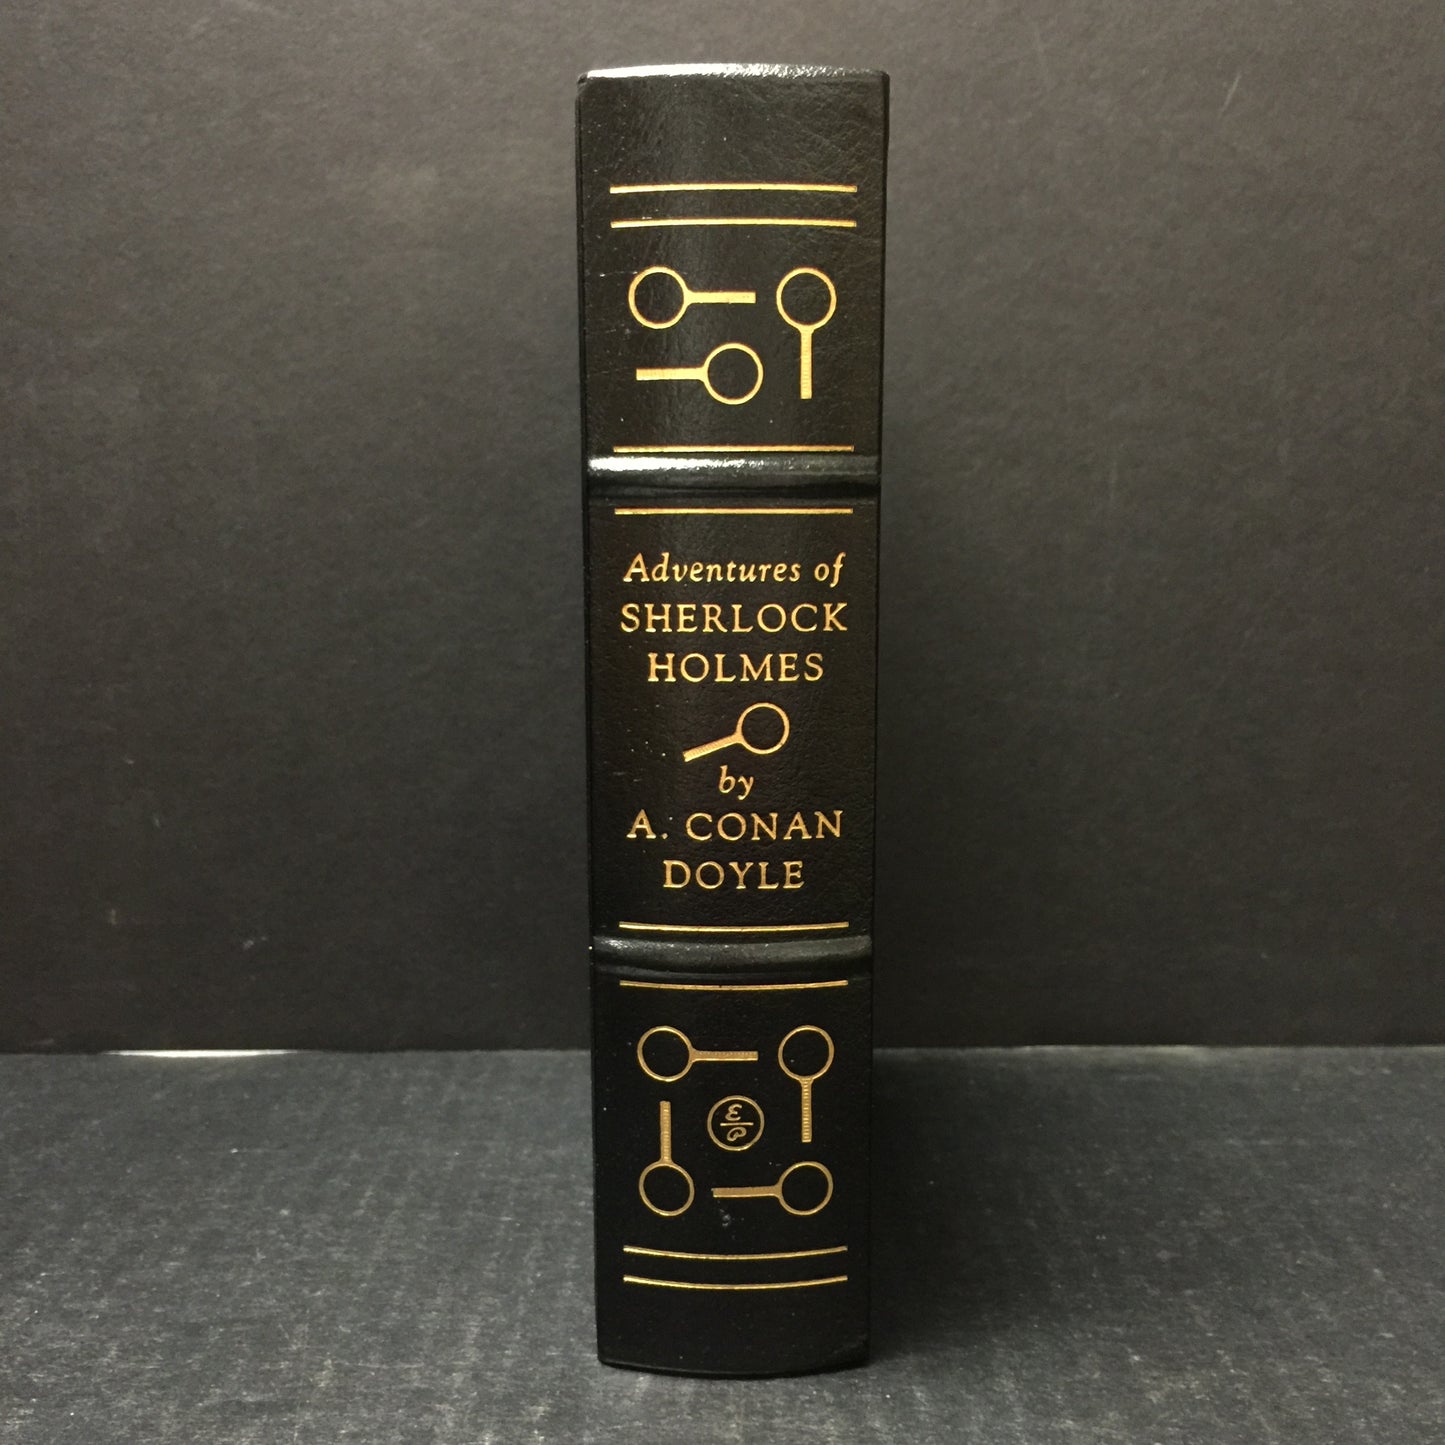 Adventures of
SHERLOCK
HOLMES
by
A. CONAN
DOYLE
E
P